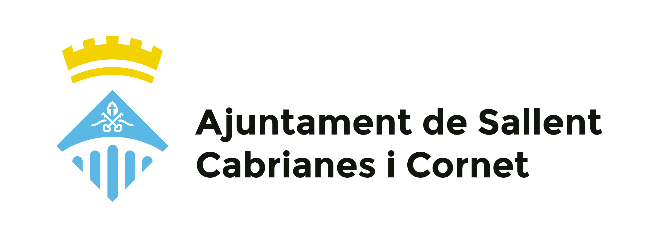 Ajuntament de Sallent
Cabrianes i Cornet